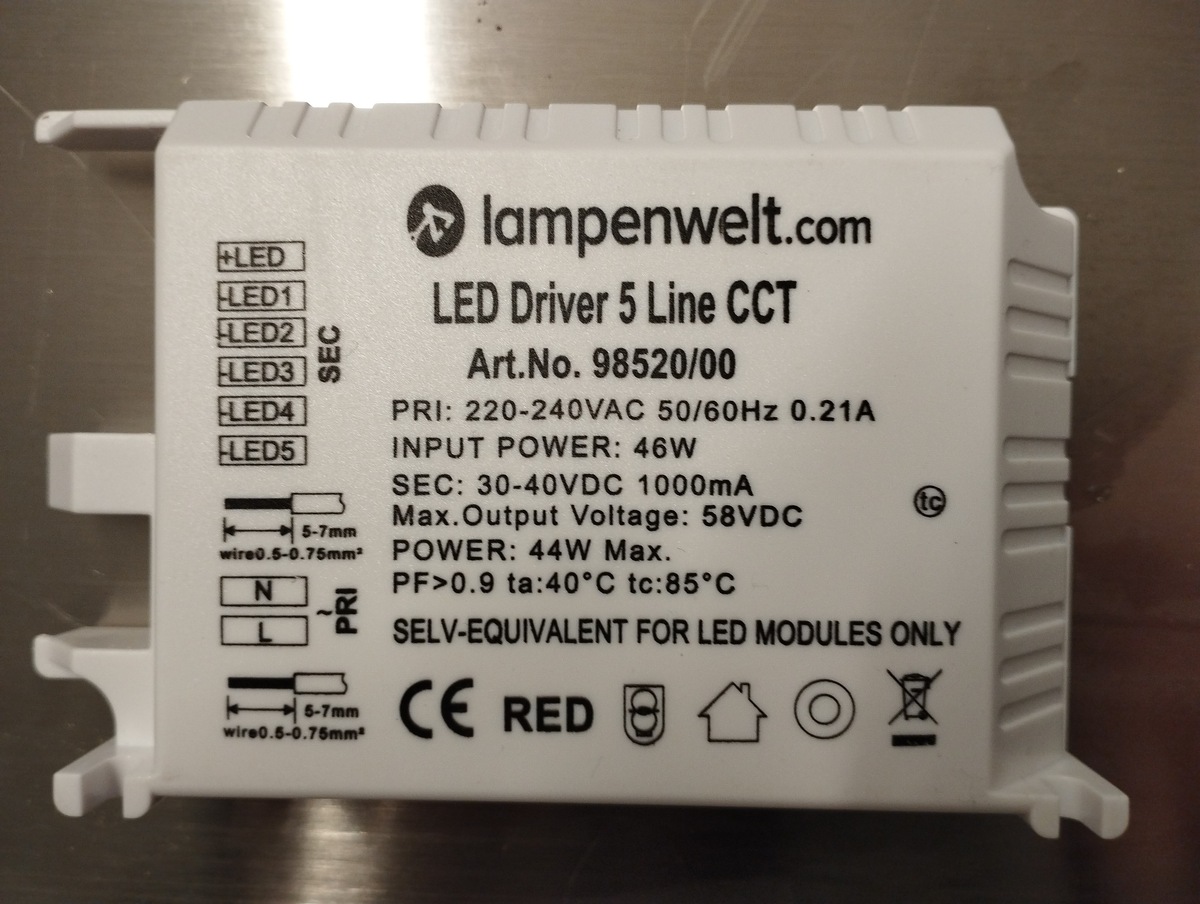 lampenwelt.com
LED Driver 5 Line CCT
Art.No. 98520/00
PRI: 220-240VAC 50/60Hz 0.21A
INPUT POWER: 46W
SEC: 30-40VDC 1000mA
Max.Output Voltage: 58VDC
POWER: 44W Max.
PF>0.9 ta:40°C tc:85°C
SELV-EQUIVALENT FOR LED MODULES ONLY
CE RED
tc
+LED
-LED1
-LED2
-LED3
-LED4
-LED5
SEC
5-7mm
wire0.5-0.75mm²
N
L
~PRI
5-7mm
wire0.5-0.75mm²